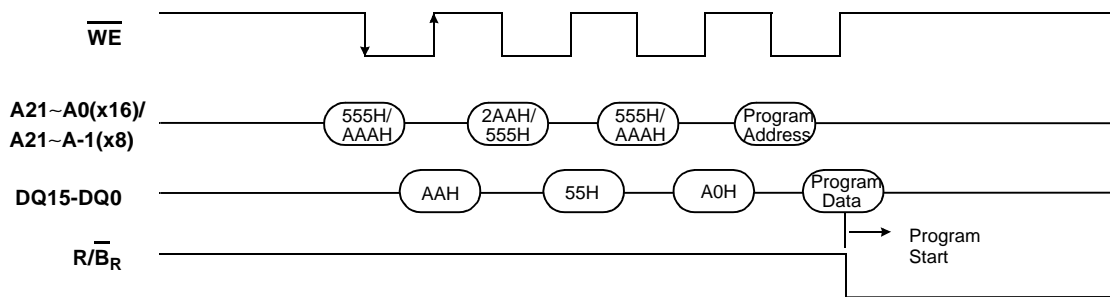 WE
A21~A0(x16)/
A21~A-1(x8)
555H/
AAAH
2AAH/
555H
555H/
AAAH
Program
Address
DQ15-DQ0
AAH
55H
A0H
Program
Data
R/BR
Program
Start